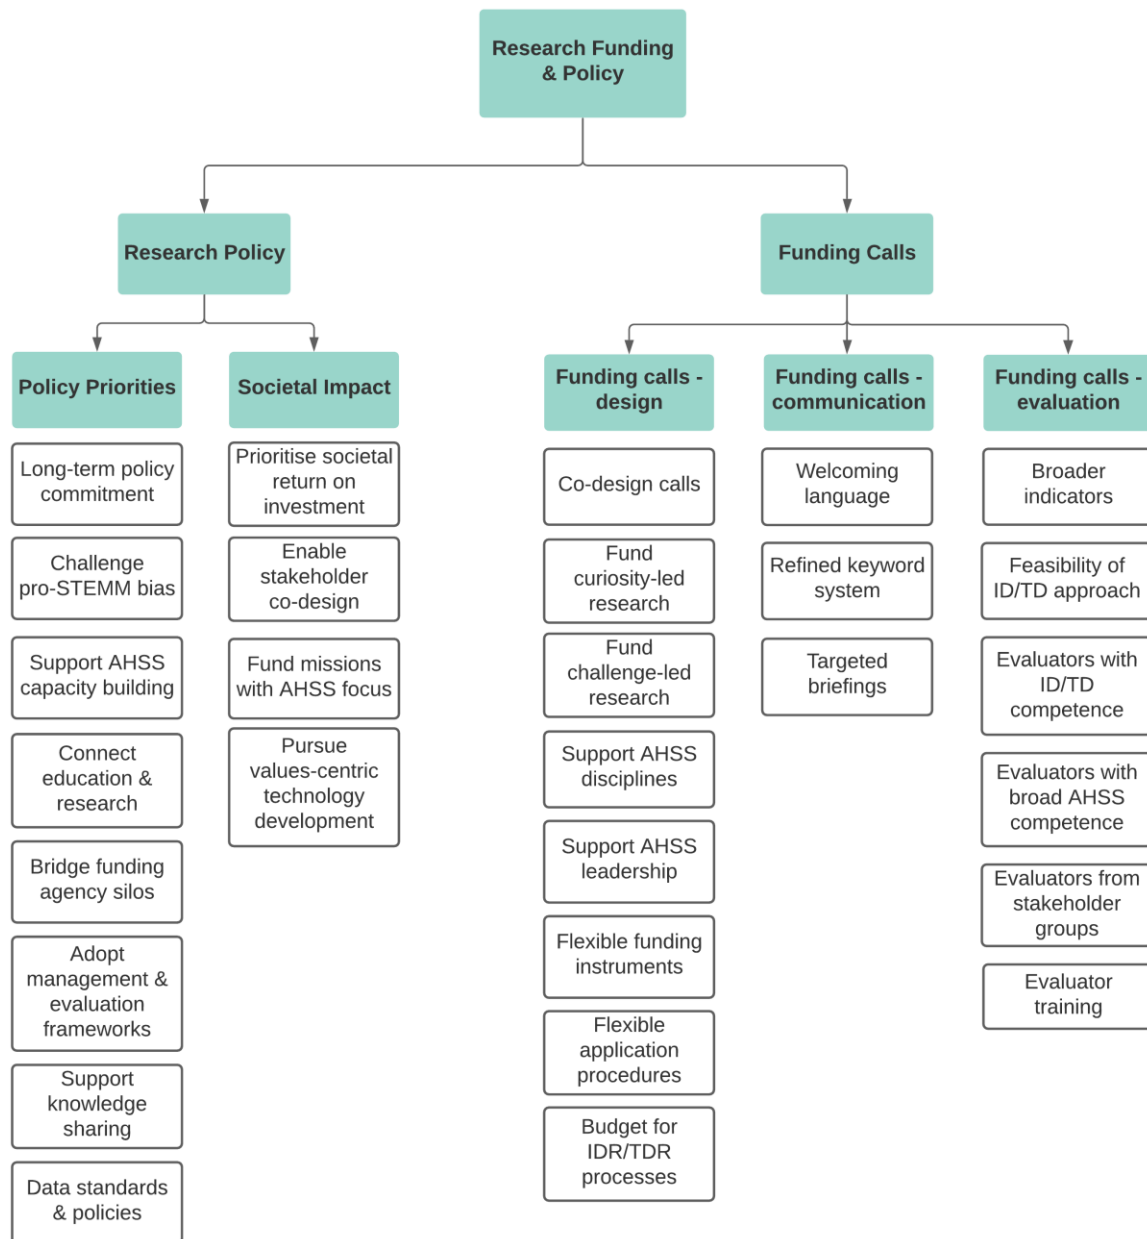 Research Funding
& Policy
Research Policy
Funding Calls
Policy Priorities
Societal Impact
Funding calls -
design
Funding calls -
communication
Funding calls -
evaluation
Long-term policy
commitment
Challenge
pro-STEMM bias
Support AHSS
capacity building
Connect
education &
research
Bridge funding
agency silos
Adopt
management &
evaluation
frameworks
Support
knowledge
sharing
Data standards
& policies
Prioritise societal
return on
investment
Enable
stakeholder
co-design
Fund missions
with AHSS focus
Pursue
values-centric
technology
development
Co-design calls
Fund
curiosity-led
research
Fund
challenge-led
research
Support AHSS
disciplines
Support AHSS
leadership
Flexible funding
instruments
Flexible
application
procedures
Budget for
IDR/TDR
processes
Welcoming
language
Refined keyword
system
Targeted
briefings
Broader
indicators
Feasibility of
ID/TD approach
Evaluators with
ID/TD
competence
Evaluators with
broad AHSS
competence
Evaluators from
stakeholder
groups
Evaluator
training